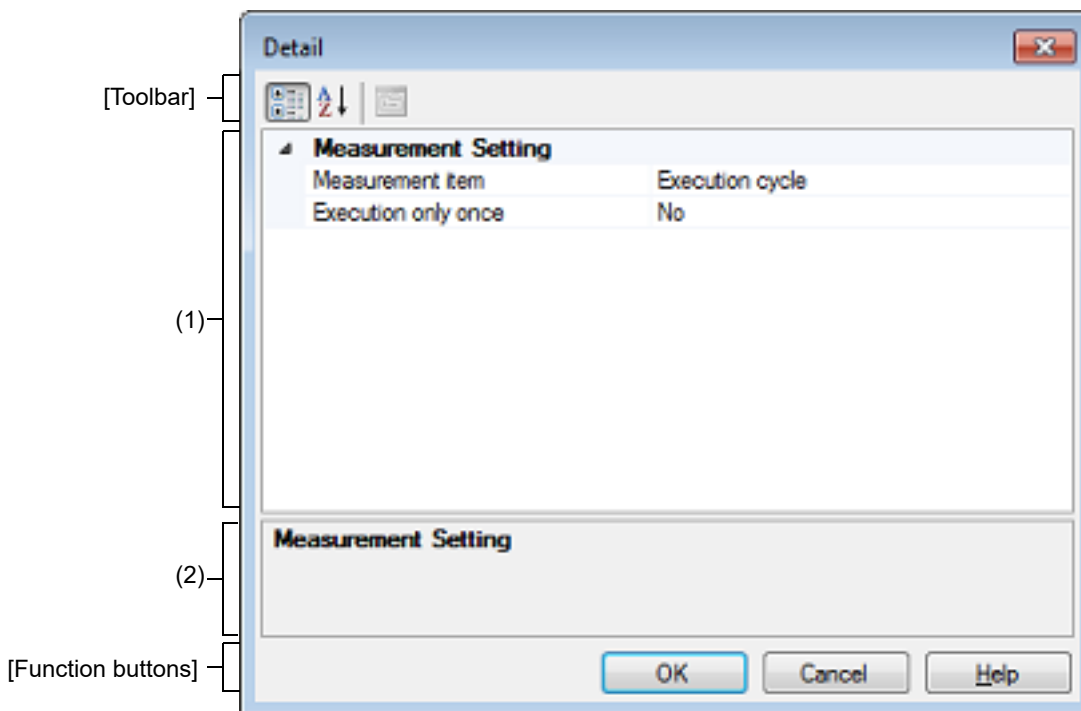 Detail
[Toolbar]
A
Z
Measurement Setting
Measurement item Execution cycle
Execution only once No
(1)
Measurement Setting
(2)
[Function buttons]
OK Cancel Help